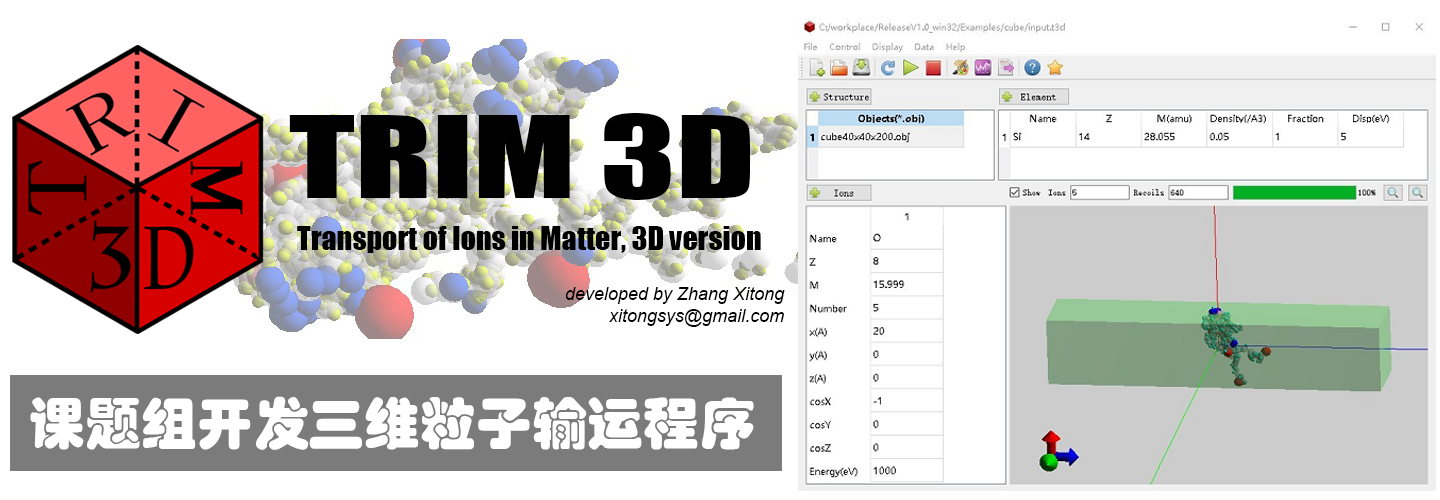 TRIM
3D
TRIM 3D
Transport of Ions in Matter, 3D version
developed by Zhang Xitong
xitongsys@gmail.com
课题组开发三维粒子输运程序
C:/workplace/ReleaseV1.0_win32/Examples/cube/input.t3d
File Control Display Data Help
Structure
Objects(*.obj)
1 cube40x40x200.obj
Element
Name Z M(amu) Density(/A3) Fraction Disp(eV)
1 Si 14 28.055 0.05 1 5
Ions
Show Ions 5 Recoils 640 100%
1
Name O
Z 8
M 15.999
Number 5
x(A) 20
y(A) 0
z(A) 0
cosX -1
cosY 0
cosZ 0
Energy(eV) 1000